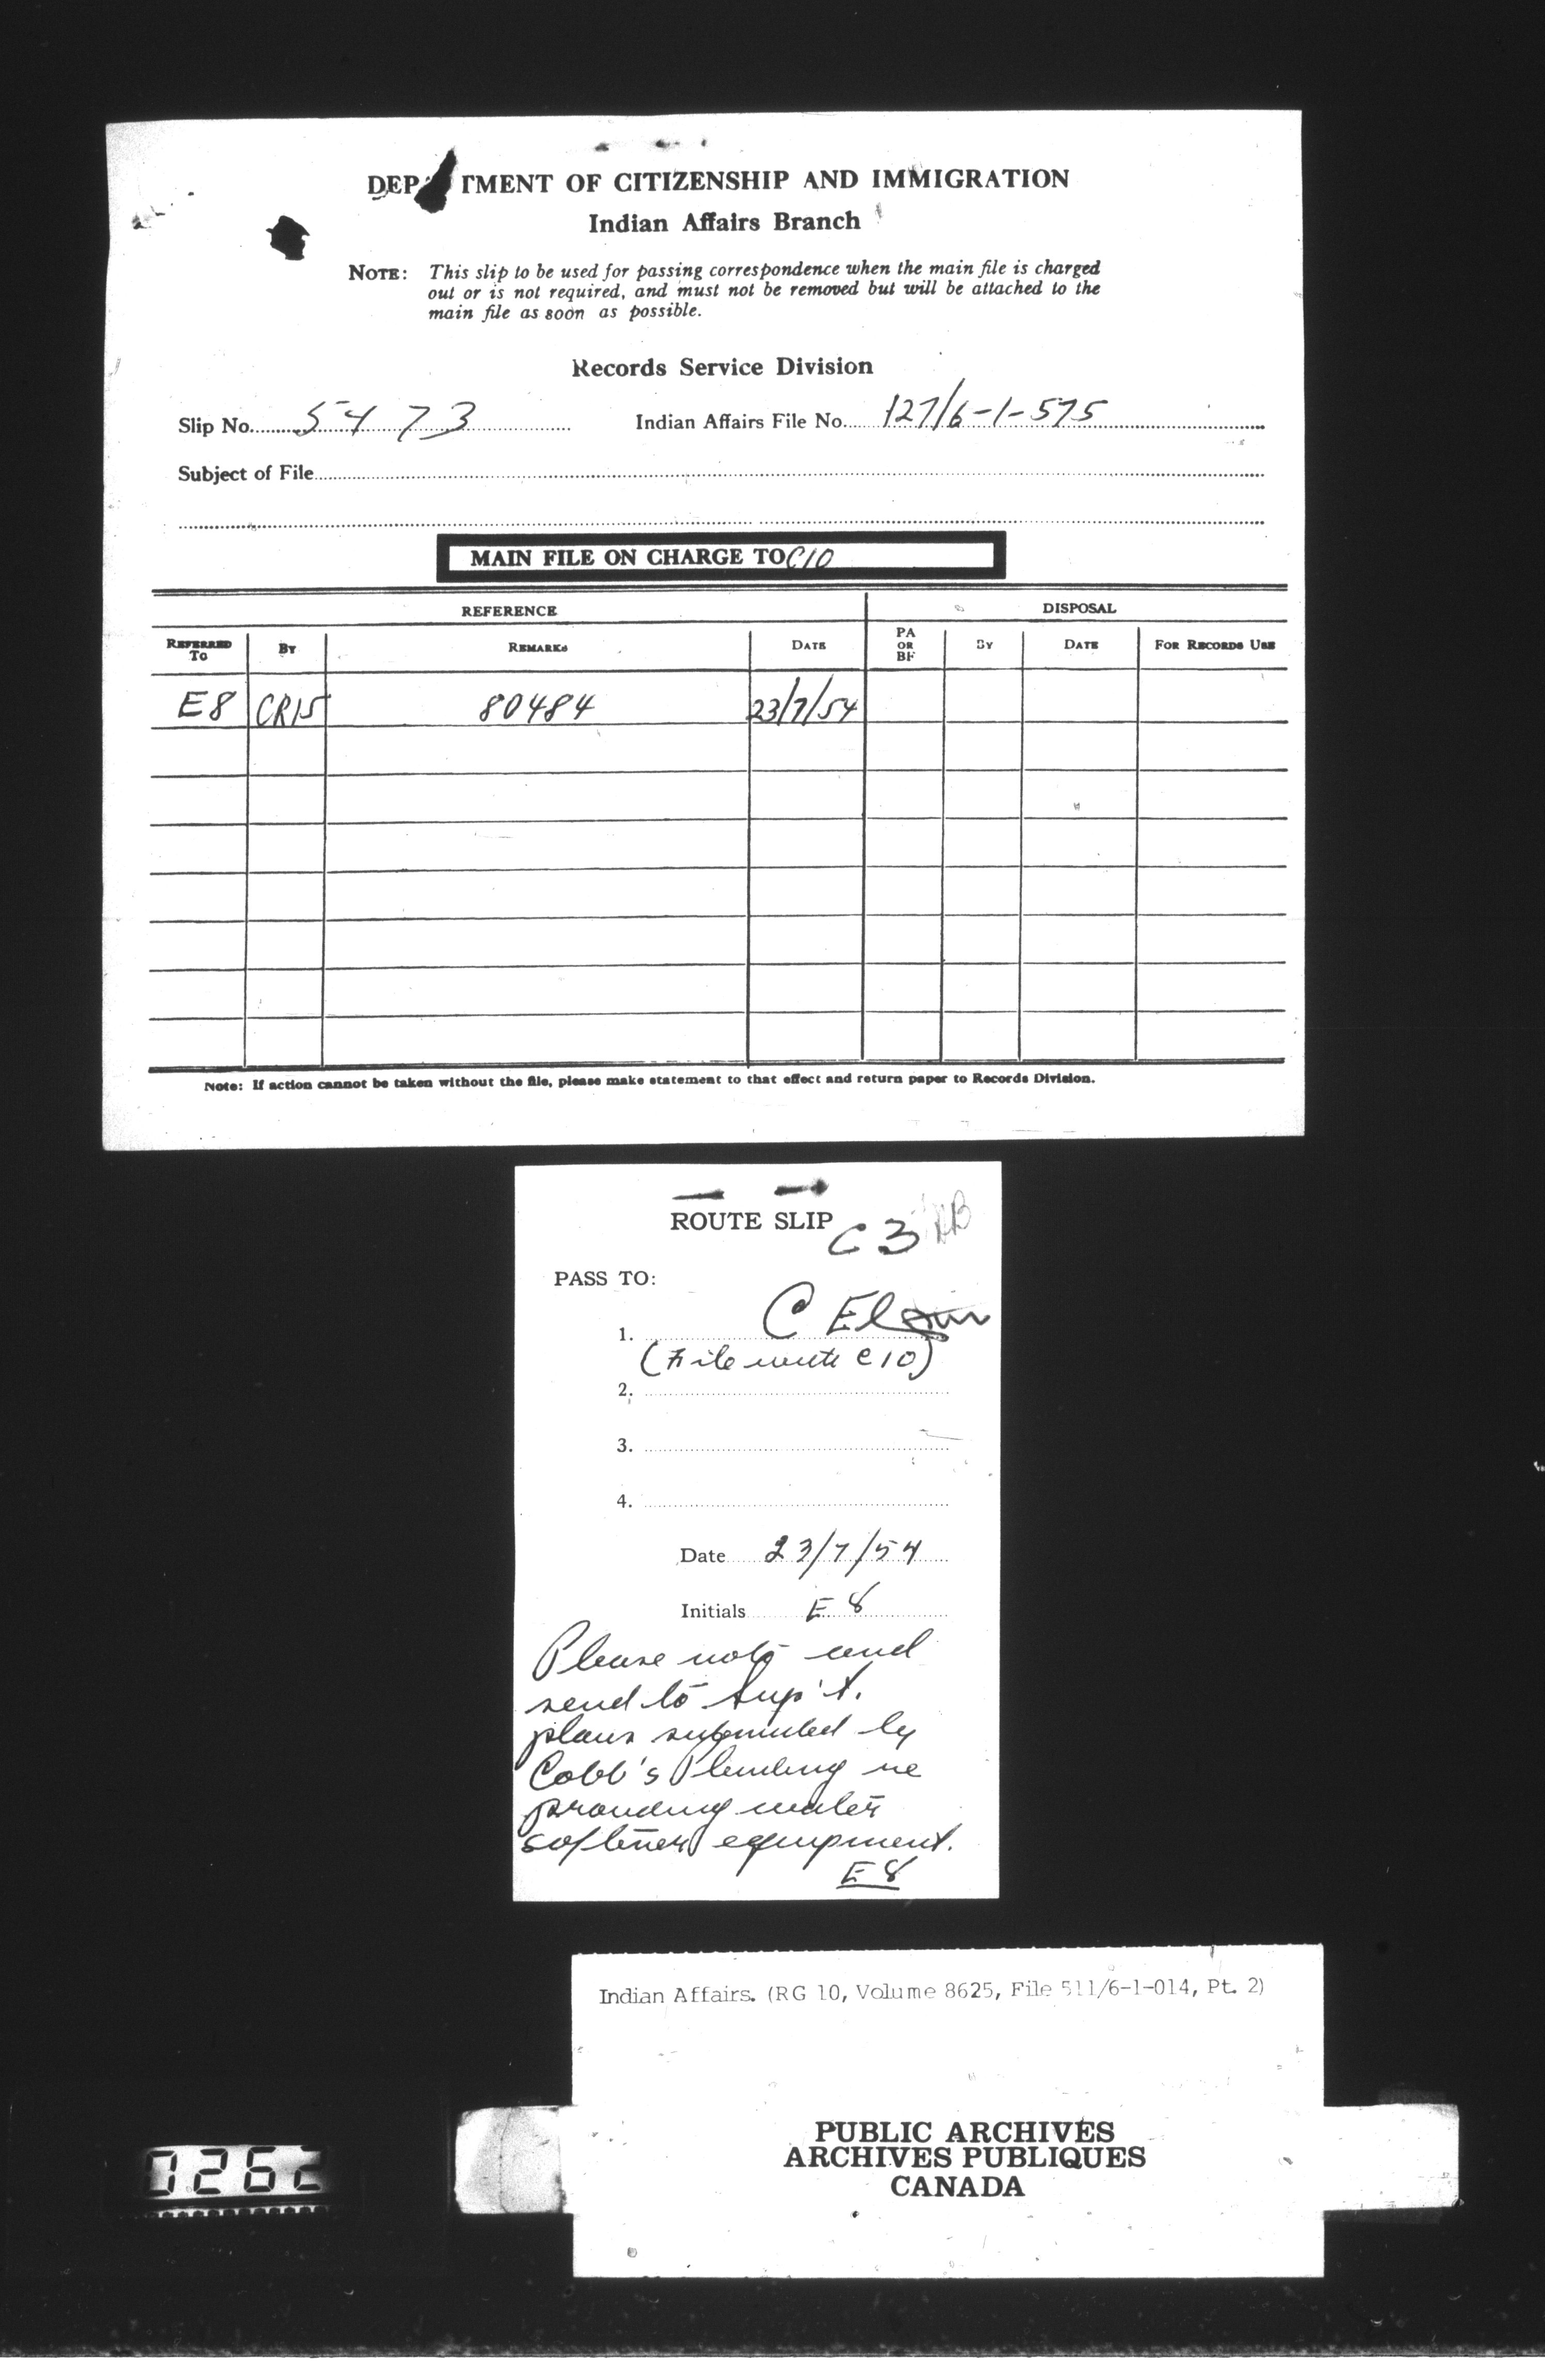 DEPARTMENT OF CITIZENSHIP AND IMMIGRATION
Indian Affairs Branch
NOTE: This slip to be used for passing correspondence when the main file is charged
out or is not required, and must not be removed but will be attached to the
main file as soon as possible.
Records Service Division
Slip No. 5473 Indian Affairs File No. 127/6-1-575
Subject of File
MAIN FILE ON CHARGE TO C10
REFERENCE DISPOSAL
REFERRED TO BY REMARKS DATE PA OR BF BY DATE FOR RECORDS USE
E8 CR15 80484 23/7/54
Note: If action cannot be taken without the file, please make statement to that effect and return paper to Records Division.
ROUTE SLIP
C3
PASS TO:
1. C
(File C10)
2.
3.
4.
Date 23/7/54
Initials E8
Please note and
send to Sup't.
plans submitted by
Cobb's re
providing water
softener equipment.
E8
Indian Affairs. (RG 10, Volume 8625, File 511/6-1-014, Pt. 2)
PUBLIC ARCHIVES
ARCHIVES PUBLIQUES
CANADA